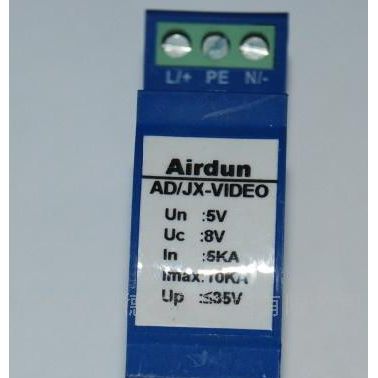 L/+ PE N/-
Airdun
AD/JX-VIDEO
Un :5V
Uc :8V
In :5KA
Imax:10KA
Up :≤35V